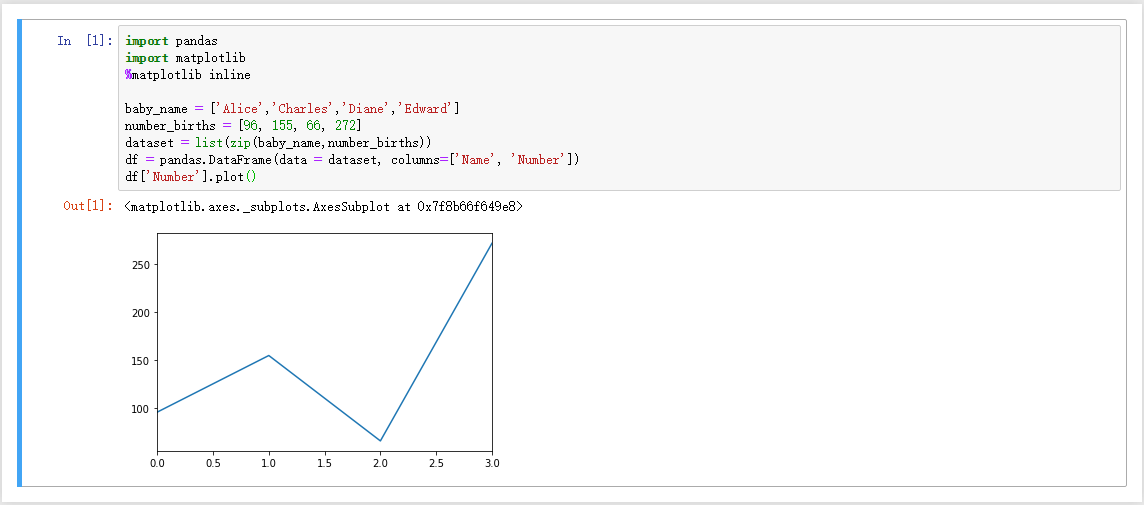 In [1]:
import pandas
import matplotlib
%matplotlib inline
baby_name = ['Alice','Charles','Diane','Edward']
number_births = [96, 155, 66, 272]
dataset = list(zip(baby_name,number_births))
df = pandas.DataFrame(data = dataset, columns=['Name', 'Number'])
df['Number'].plot()
Out[1]: <matplotlib.axes._subplots.AxesSubplot at 0x7f8b66f649e8>
250
200
150
100
0.0 0.5 1.0 1.5 2.0 2.5 3.0